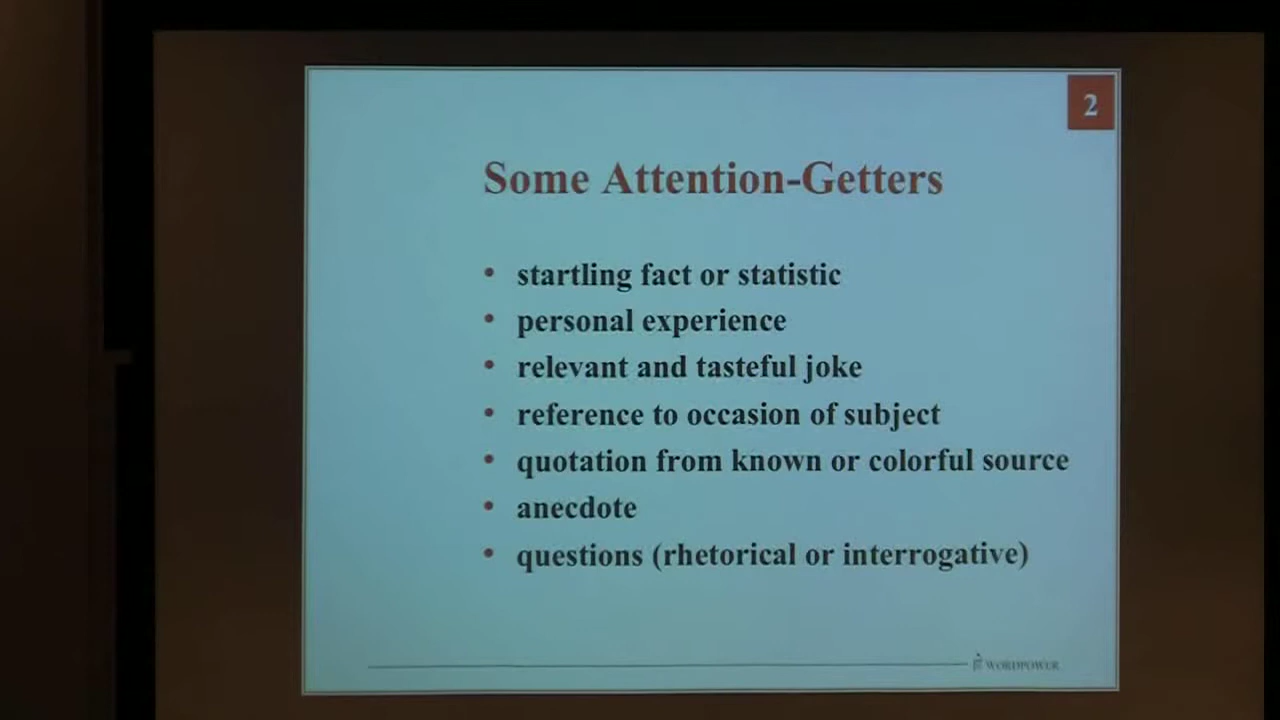 2
Some Attention-Getters
• startling fact or statistic
• personal experience
• relevant and tasteful joke
• reference to occasion of subject
• quotation from known or colorful source
• anecdote
• questions (rhetorical or interrogative)
WORDPOWER